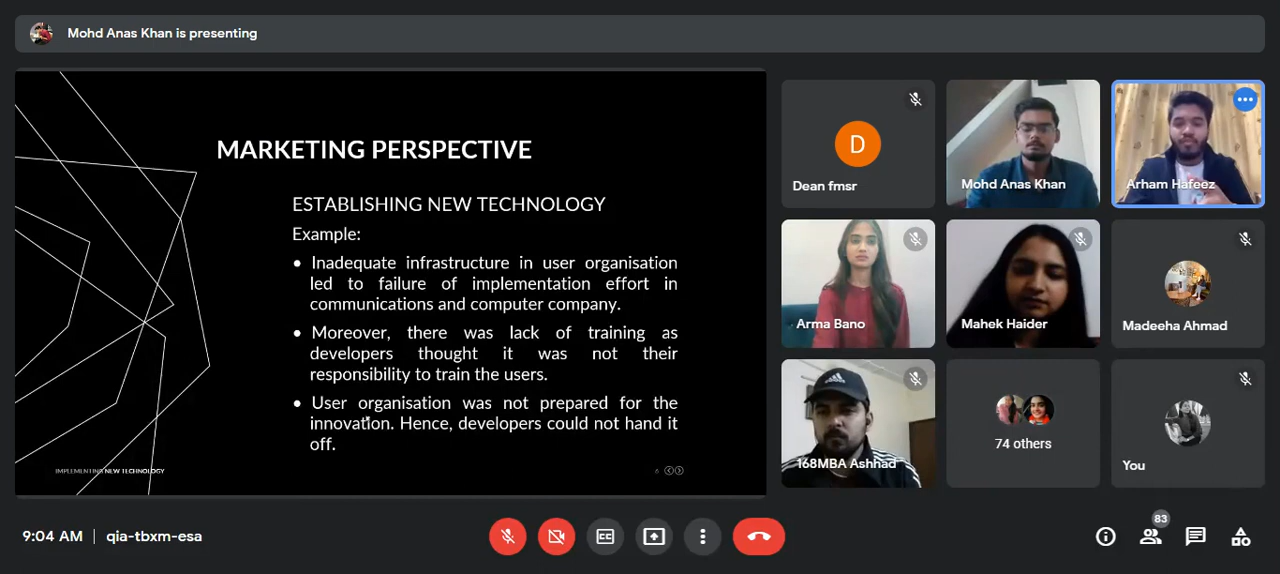 Mohd Anas Khan is presenting
MARKETING PERSPECTIVE
ESTABLISHING NEW TECHNOLOGY
Example:
• Inadequate infrastructure in user organisation
led to failure of implementation effort in
communications and computer company.
• Moreover, there was lack of training as
developers thought it was not their
responsibility to train the users.
• User organisation was not prepared for the
innovation. Hence, developers could not hand it
off.
IMPLEMENTING NEW TECHNOLOGY
6
D
Dean fmsr
Mohd Anas Khan
Arham Hafeez
Arma Bano
Mahek Haider
Madeeha Ahmad
168MBA Ashhad
74 others
You
9:04 AM | qia-tbxm-esa
CC
83